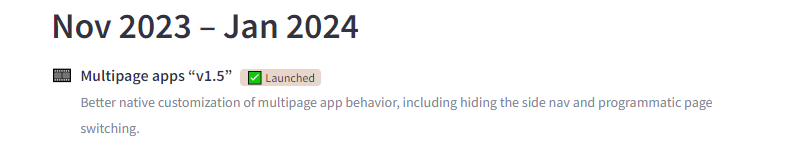 Nov 2023 – Jan 2024
Multipage apps “v1.5” ✅ Launched
Better native customization of multipage app behavior, including hiding the side nav and programmatic page
switching.